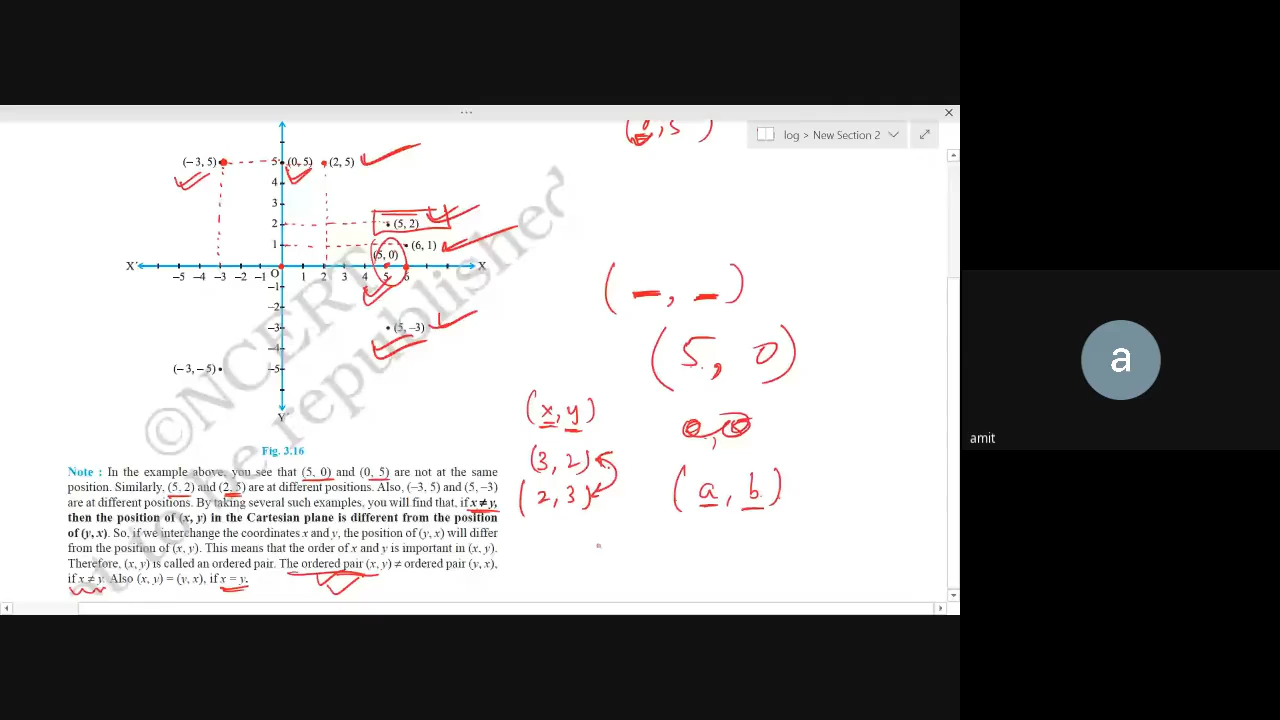 (0, 5)
log > New Section 2
(−3, 5) 5 (0, 5) (2, 5)
4
3
2 (5, 2)
1 (6, 1)
(5, 0)
X′ −5 −4 −3 −2 −1 O 1 2 3 4 5 6 X
−1
−2
−3 (5, −3)
−4
(−3, −5) −5
Y′
©NCERT
not to be republished
(_, _)
(5, 0)
(x, y)
(3, 2)
(2, 3)
(a, b)
Fig. 3.16
Note : In the example above, you see that (5, 0) and (0, 5) are not at the same
position. Similarly, (5, 2) and (2, 5) are at different positions. Also, (−3, 5) and (5, −3)
are at different positions. By taking several such examples, you will find that, if x ≠ y,
then the position of (x, y) in the Cartesian plane is different from the position
of (y, x). So, if we interchange the coordinates x and y, the position of (y, x) will differ
from the position of (x, y). This means that the order of x and y is important in (x, y).
Therefore, (x, y) is called an ordered pair. The ordered pair (x, y) ≠ ordered pair (y, x),
if x ≠ y. Also (x, y) = (y, x), if x = y.
a
amit